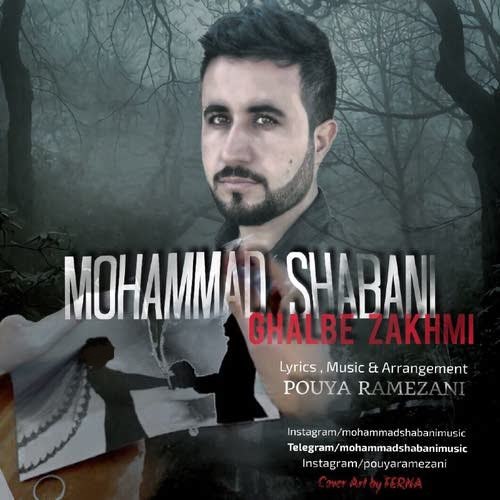 MOHAMMAD SHABANI
GHALBE ZAKHMI
Lyrics , Music & Arrangement
POUYA RAMEZANI
Instagram/mohammadshabanimusic
Telegram/mohammadshabanimusic
Instagram/pouyaramezani
Cover Art by FERNA